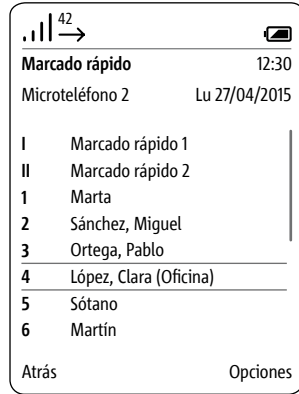 42
Marcado rápido 12:30
Microteléfono 2 Lu 27/04/2015
I Marcado rápido 1
II Marcado rápido 2
1 Marta
2 Sánchez, Miguel
3 Ortega, Pablo
4 López, Clara (Oficina)
5 Sótano
6 Martín
Atrás Opciones